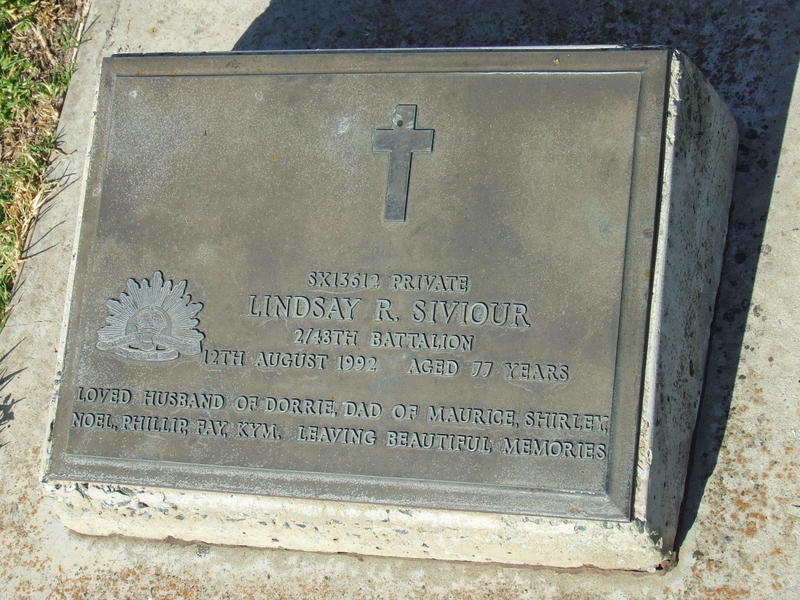 SX13612 PRIVATE
LINDSAY R. SIVIOUR
2/48TH BATTALION
12TH AUGUST 1992 AGED 77 YEARS
LOVED HUSBAND OF DORRIE, DAD OF MAURICE, SHIRLEY,
NOEL, PHILLIP, FAY, KYM. LEAVING BEAUTIFUL MEMORIES